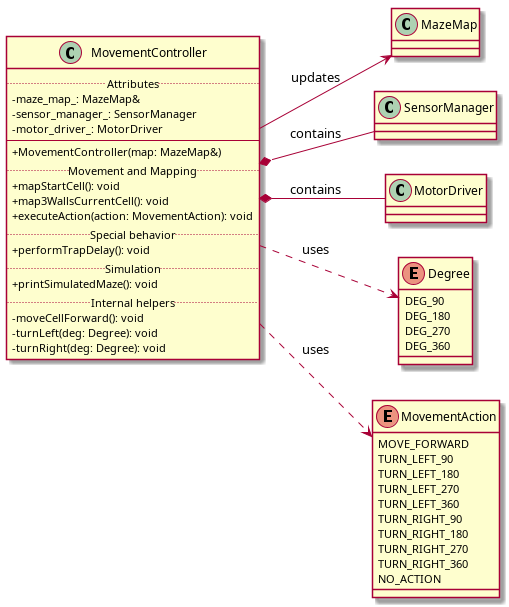 C MovementController
Attributes
-maze_map_: MazeMap&
-sensor_manager_: SensorManager
-motor_driver_: MotorDriver
+MovementController(map: MazeMap&)
Movement and Mapping
+mapStartCell(): void
+map3WallsCurrentCell(): void
+executeAction(action: MovementAction): void
Special behavior
+performTrapDelay(): void
Simulation
+printSimulatedMaze(): void
Internal helpers
-moveCellForward(): void
-turnLeft(deg: Degree): void
-turnRight(deg: Degree): void
updates
contains
contains
uses
uses
C MazeMap
C SensorManager
C MotorDriver
E Degree
DEG_90
DEG_180
DEG_270
DEG_360
E MovementAction
MOVE_FORWARD
TURN_LEFT_90
TURN_LEFT_180
TURN_LEFT_270
TURN_LEFT_360
TURN_RIGHT_90
TURN_RIGHT_180
TURN_RIGHT_270
TURN_RIGHT_360
NO_ACTION